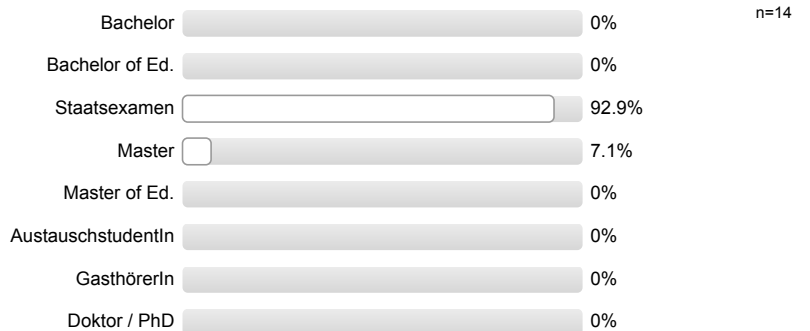 Bachelor 0% n=14
Bachelor of Ed. 0%
Staatsexamen 92.9%
Master 7.1%
Master of Ed. 0%
AustauschstudentIn 0%
GasthörerIn 0%
Doktor / PhD 0%